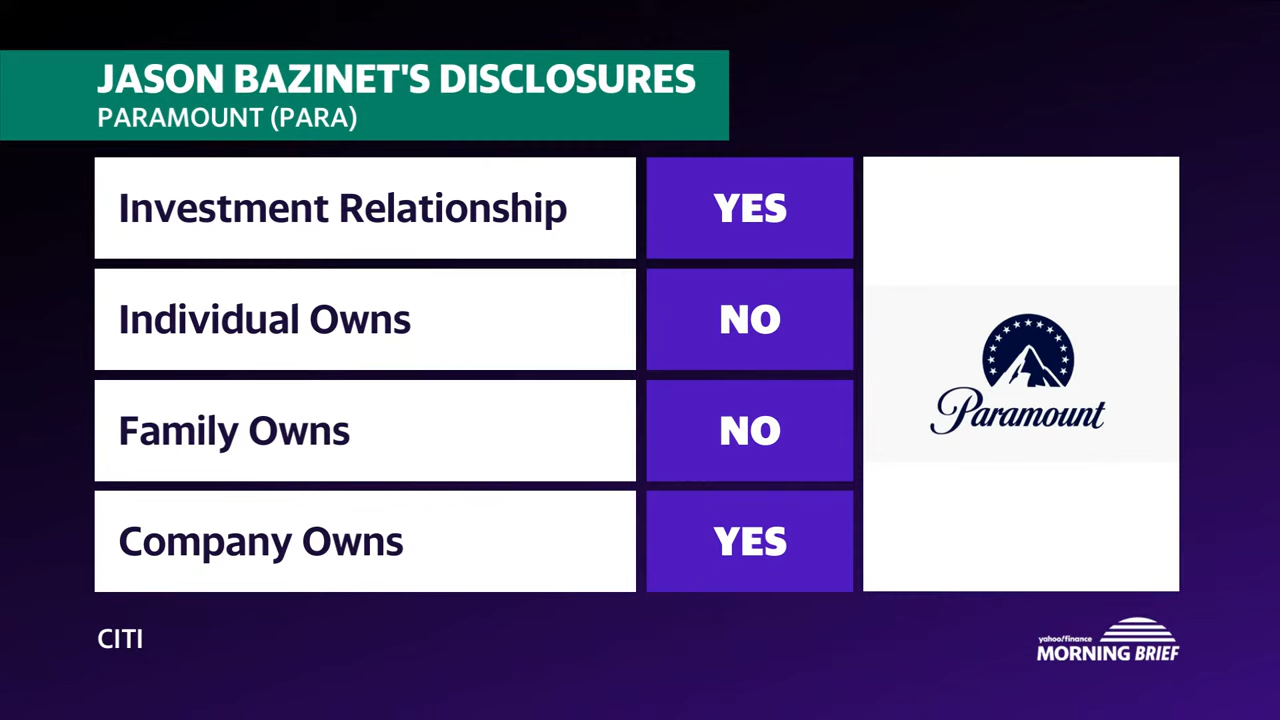 JASON BAZINET'S DISCLOSURES
PARAMOUNT (PARA)
Investment Relationship YES
Individual Owns NO
Family Owns NO
Company Owns YES
Paramount
CITI
yahoo/finance
MORNING BRIEF